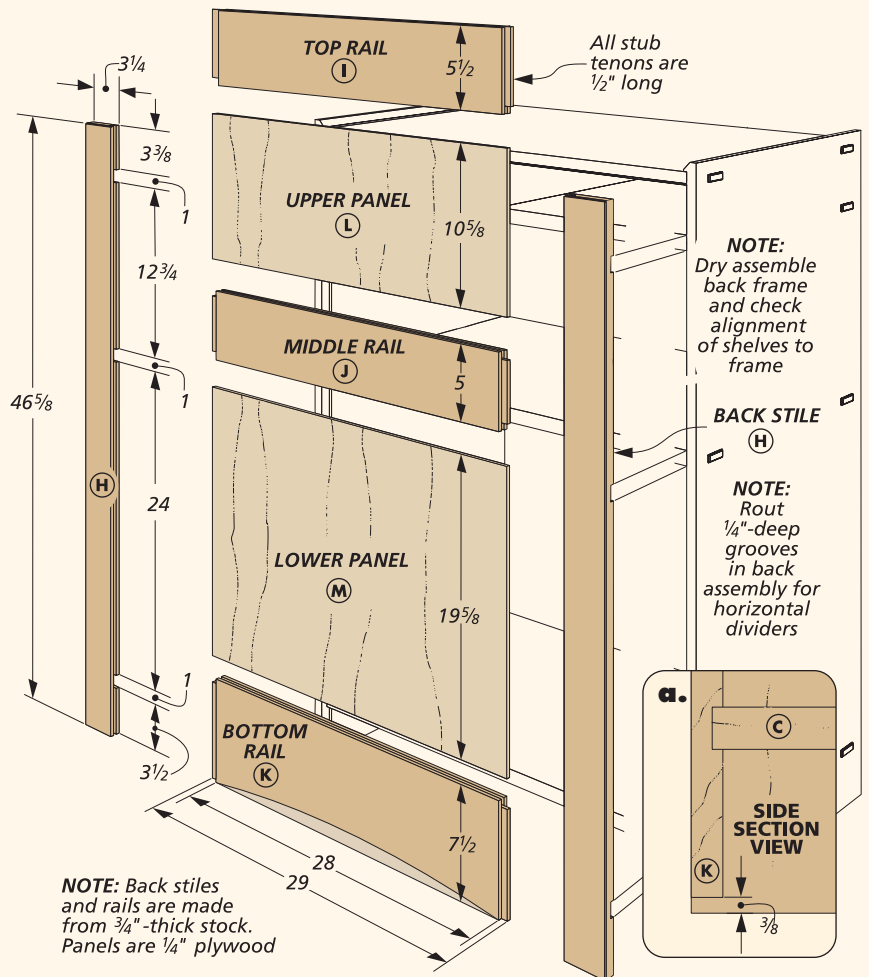 TOP RAIL
I
5½
All stub
tenons are
½" long
3¼
3⅜
1
12¾
46⅝
1
H
24
1
3½
UPPER PANEL
L
10⅝
MIDDLE RAIL
J
5
LOWER PANEL
M
19⅝
BOTTOM
RAIL
K
7½
28
29
NOTE:
Dry assemble
back frame
and check
alignment
of shelves to
frame
BACK STILE
H
NOTE:
Rout
¼"-deep
grooves
in back
assembly for
horizontal
dividers
a.
C
SIDE
SECTION
VIEW
K
⅜
NOTE: Back stiles
and rails are made
from ¾"-thick stock.
Panels are ¼" plywood